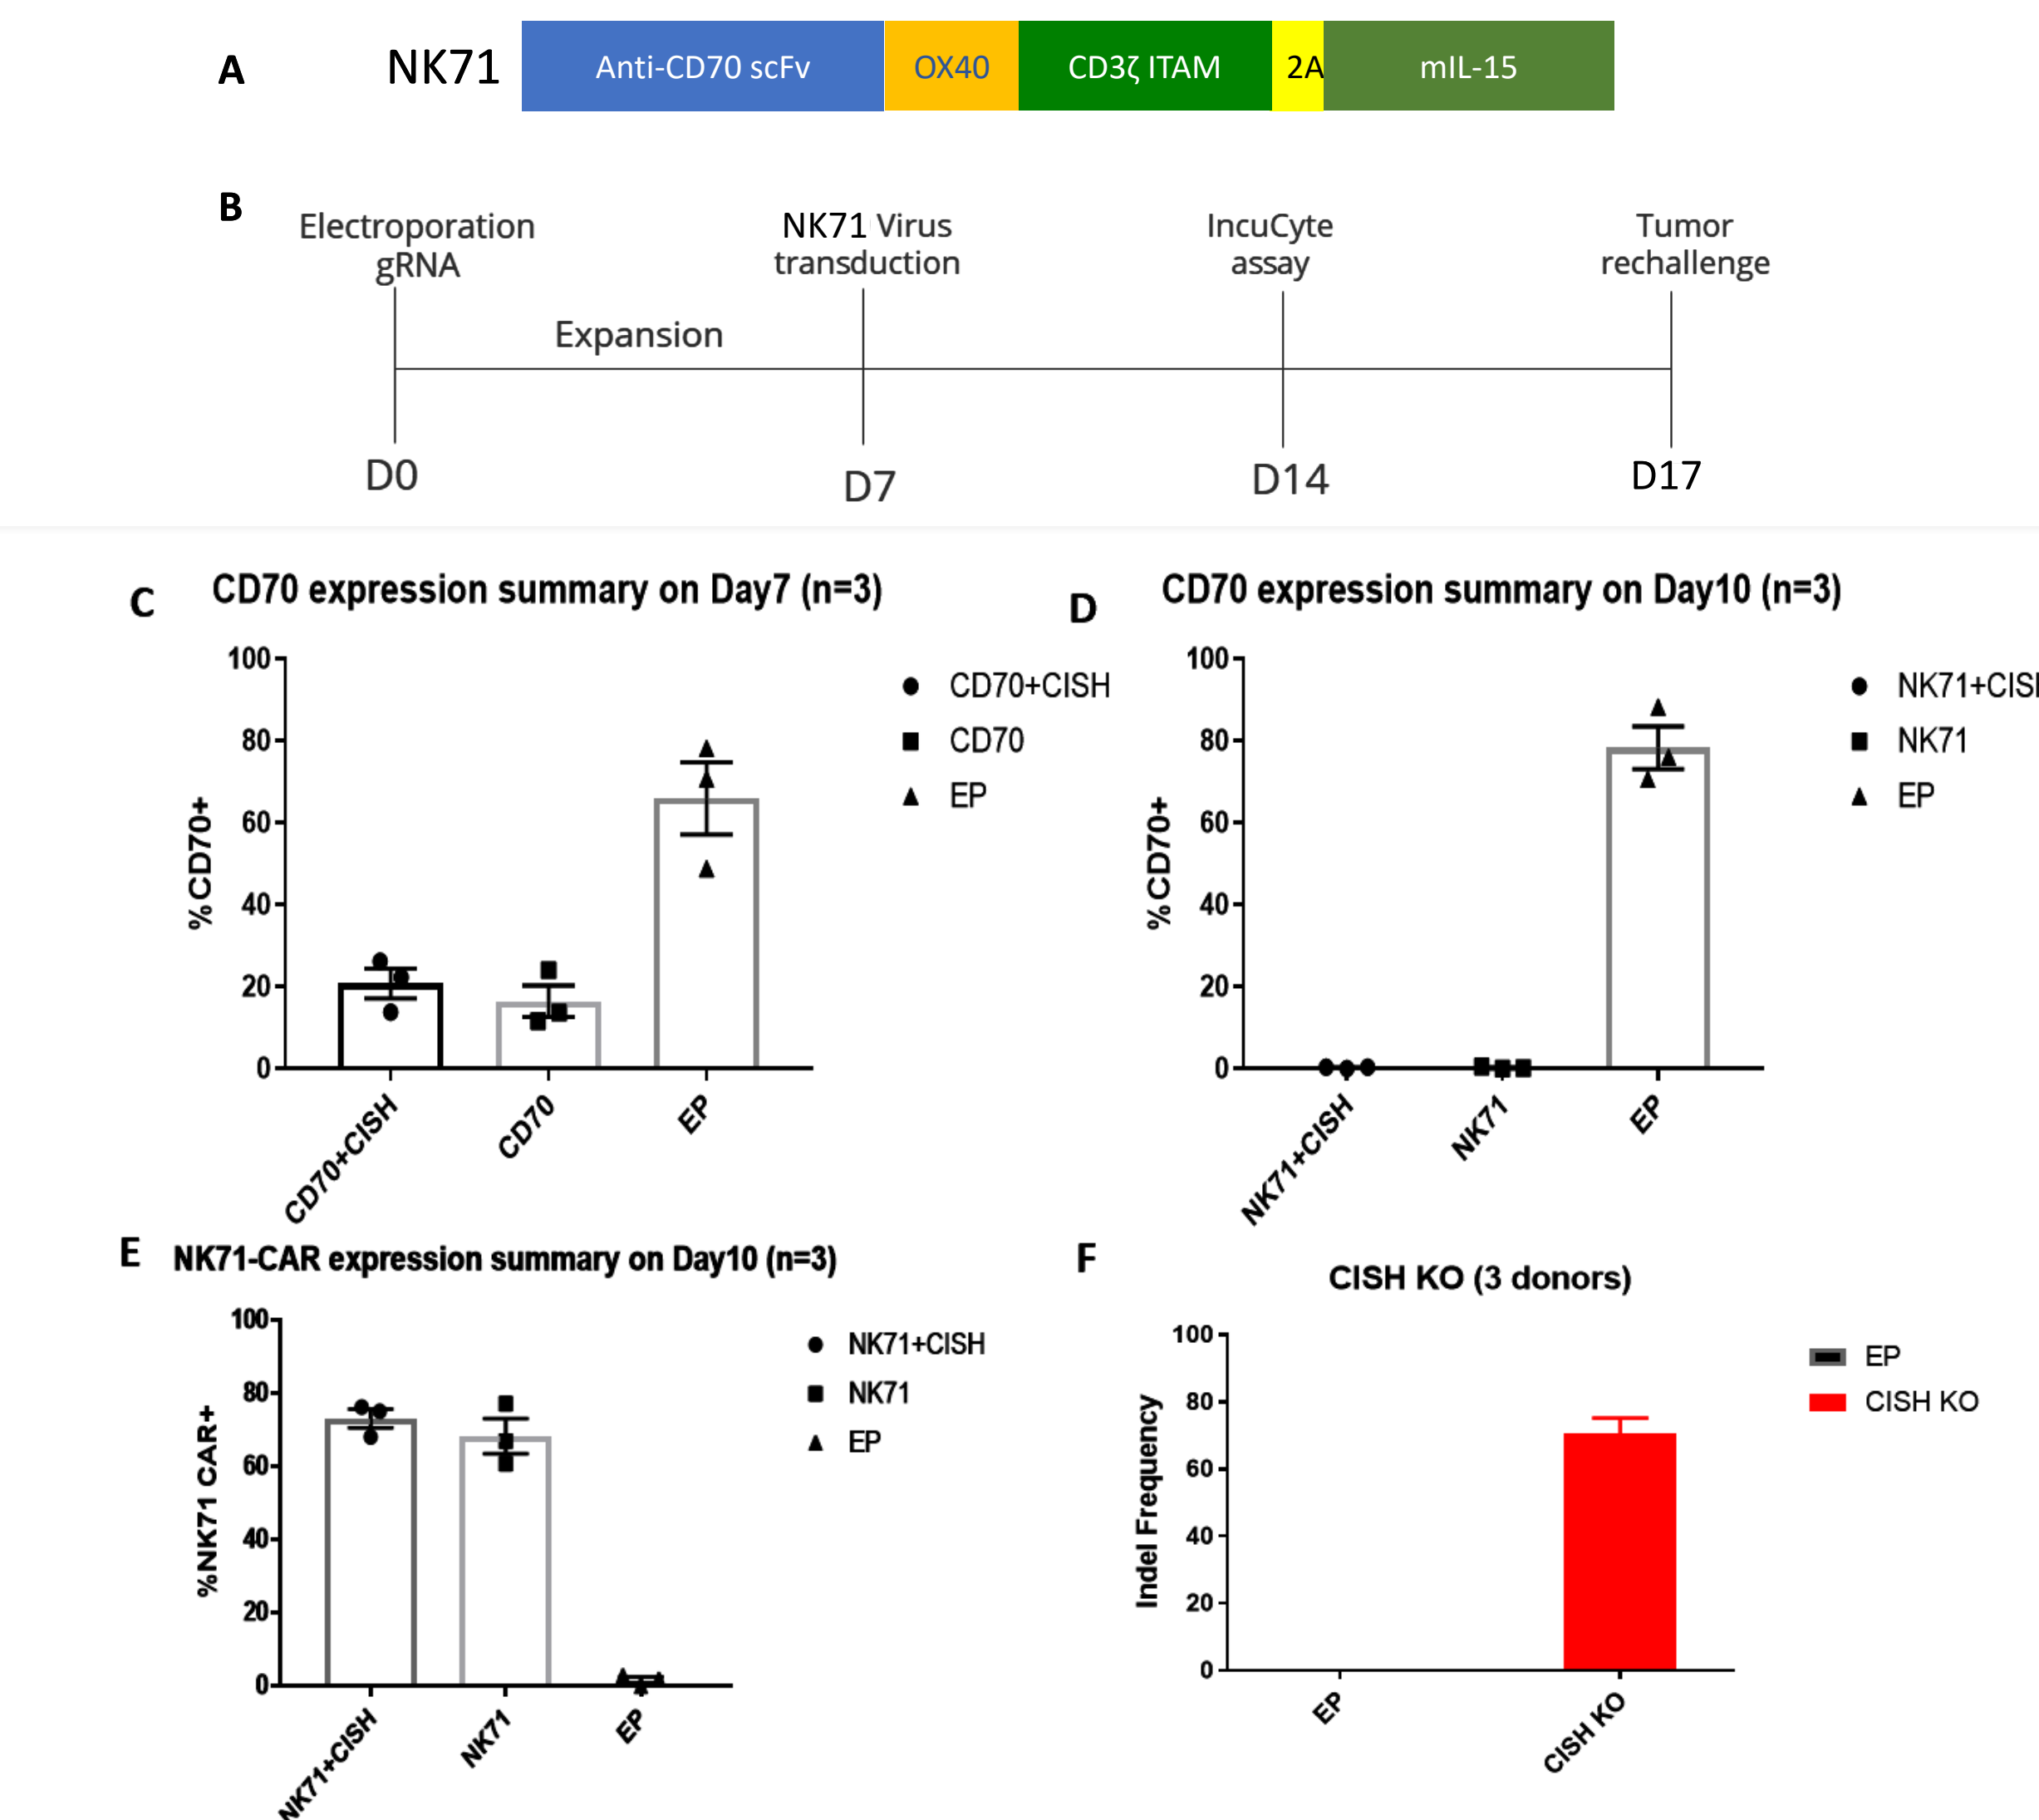 A
NK71
Anti-CD70 scFv
OX40
CD3ζ ITAM
2A
mIL-15
B
Electroporation
gRNA
NK71 Virus
transduction
IncuCyte
assay
Tumor
rechallenge
Expansion
D0
D7
D14
D17
C
CD70 expression summary on Day7 (n=3)
%CD70+
100
80
60
40
20
0
CD70+CISH
CD70
EP
CD70+CISH
CD70
EP
D
CD70 expression summary on Day10 (n=3)
%CD70+
100
80
60
40
20
0
NK71+CISH
NK71
EP
NK71+CISH
NK71
EP
E
NK71-CAR expression summary on Day10 (n=3)
%NK71 CAR+
100
80
60
40
20
0
NK71+CISH
NK71
EP
NK71+CISH
NK71
EP
F
CISH KO (3 donors)
Indel Frequency
100
80
60
40
20
0
EP
CISH KO
EP
CISH KO